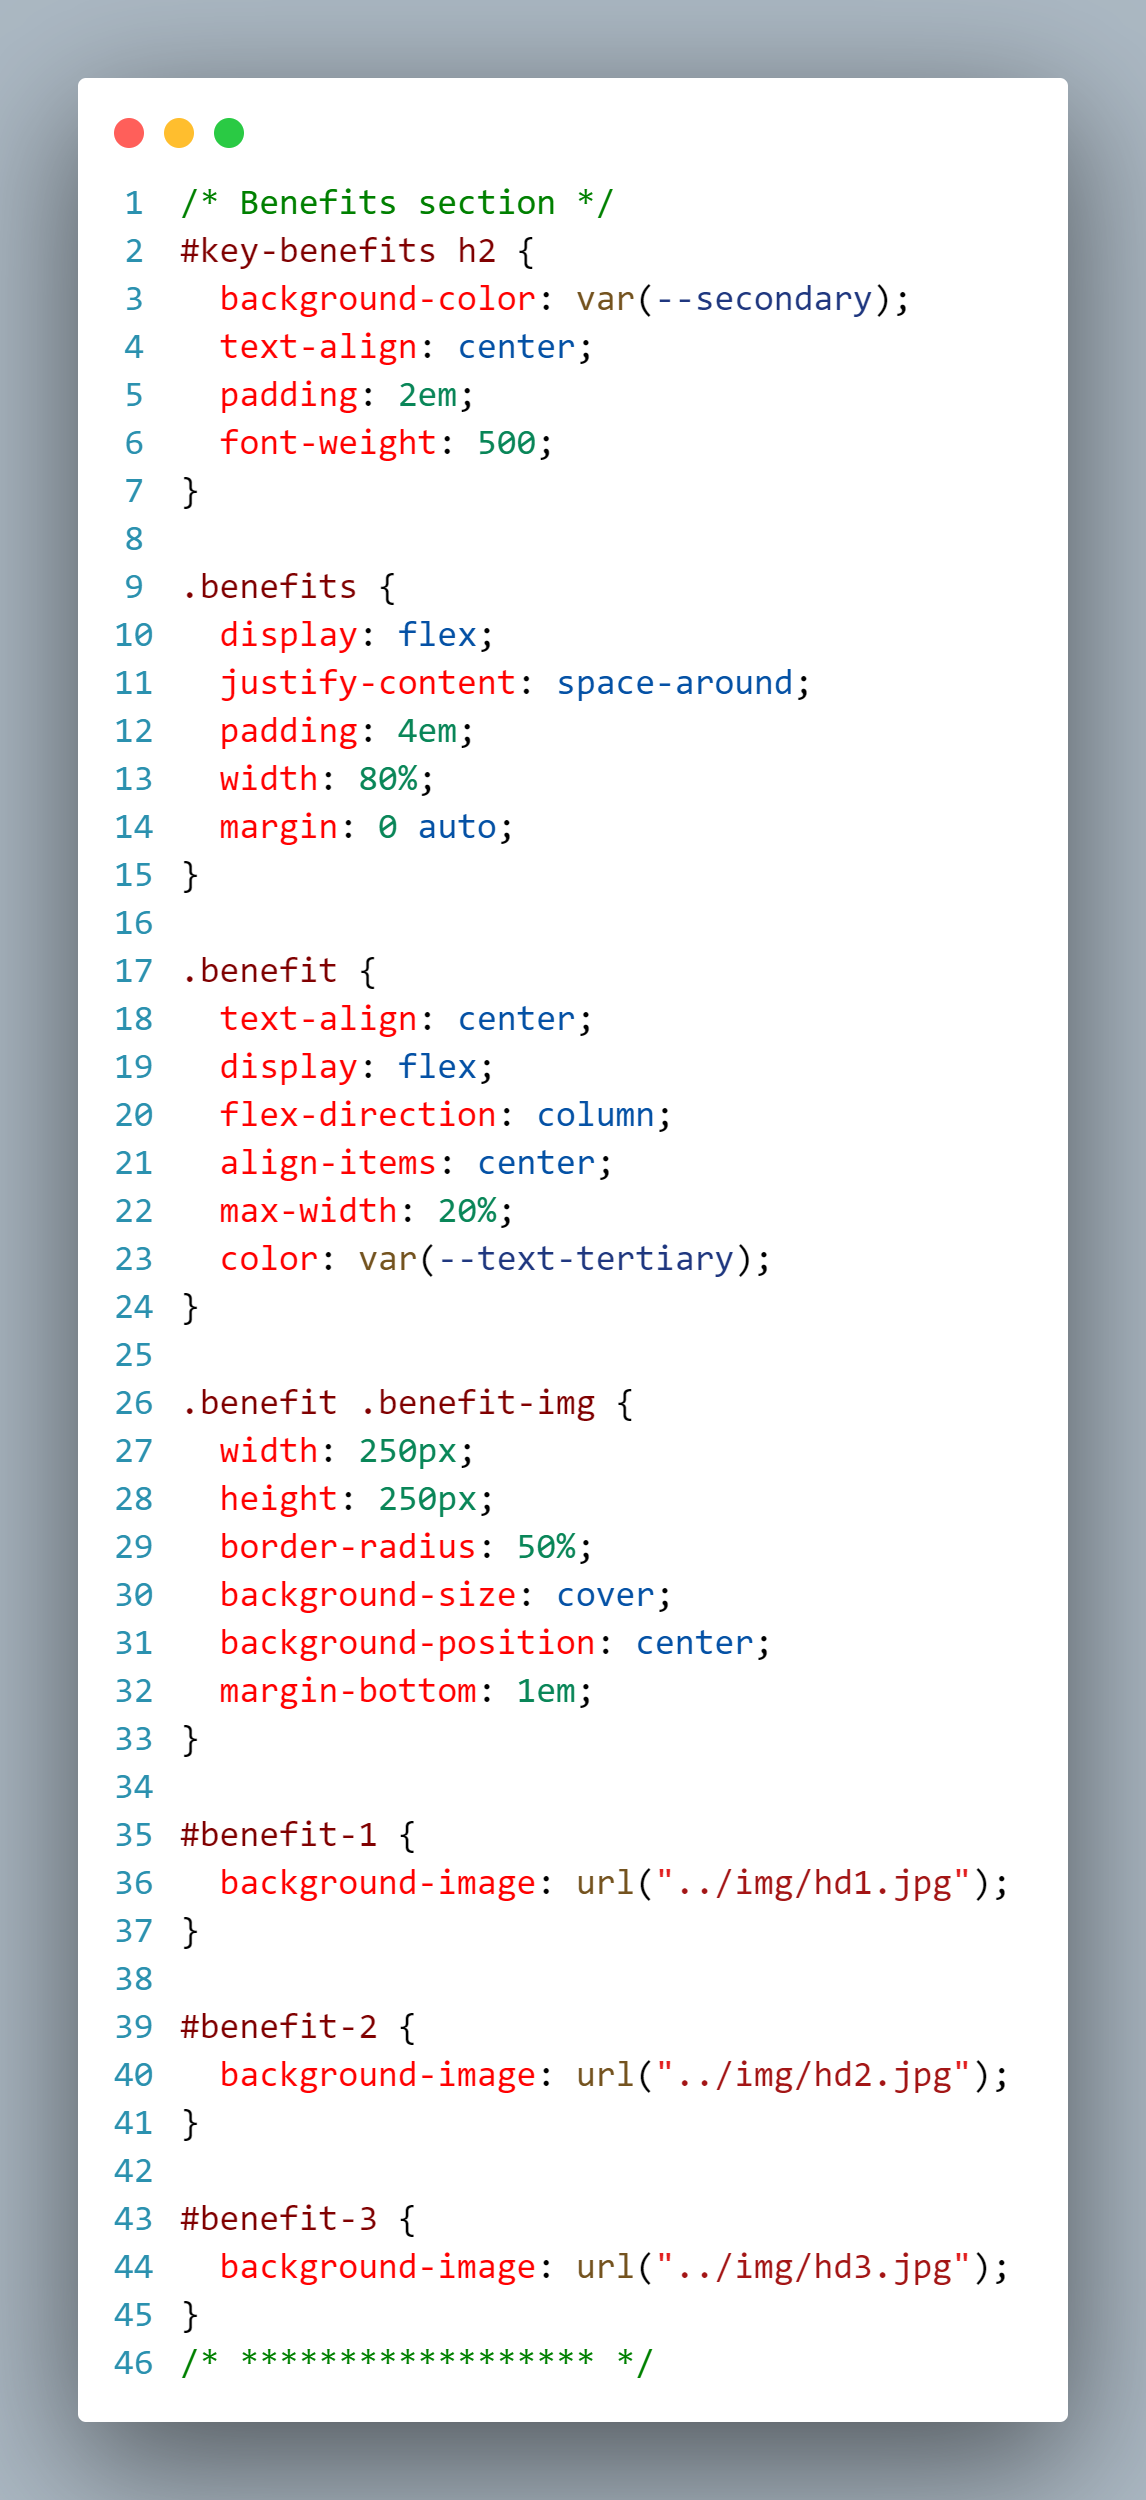 1 /* Benefits section */
2 #key-benefits h2 {
3   background-color: var(--secondary);
4   text-align: center;
5   padding: 2em;
6   font-weight: 500;
7 }
8
9 .benefits {
10   display: flex;
11   justify-content: space-around;
12   padding: 4em;
13   width: 80%;
14   margin: 0 auto;
15 }
16
17 .benefit {
18   text-align: center;
19   display: flex;
20   flex-direction: column;
21   align-items: center;
22   max-width: 20%;
23   color: var(--text-tertiary);
24 }
25
26 .benefit .benefit-img {
27   width: 250px;
28   height: 250px;
29   border-radius: 50%;
30   background-size: cover;
31   background-position: center;
32   margin-bottom: 1em;
33 }
34
35 #benefit-1 {
36   background-image: url("../img/hd1.jpg");
37 }
38
39 #benefit-2 {
40   background-image: url("../img/hd2.jpg");
41 }
42
43 #benefit-3 {
44   background-image: url("../img/hd3.jpg");
45 }
46 /* ****************** */